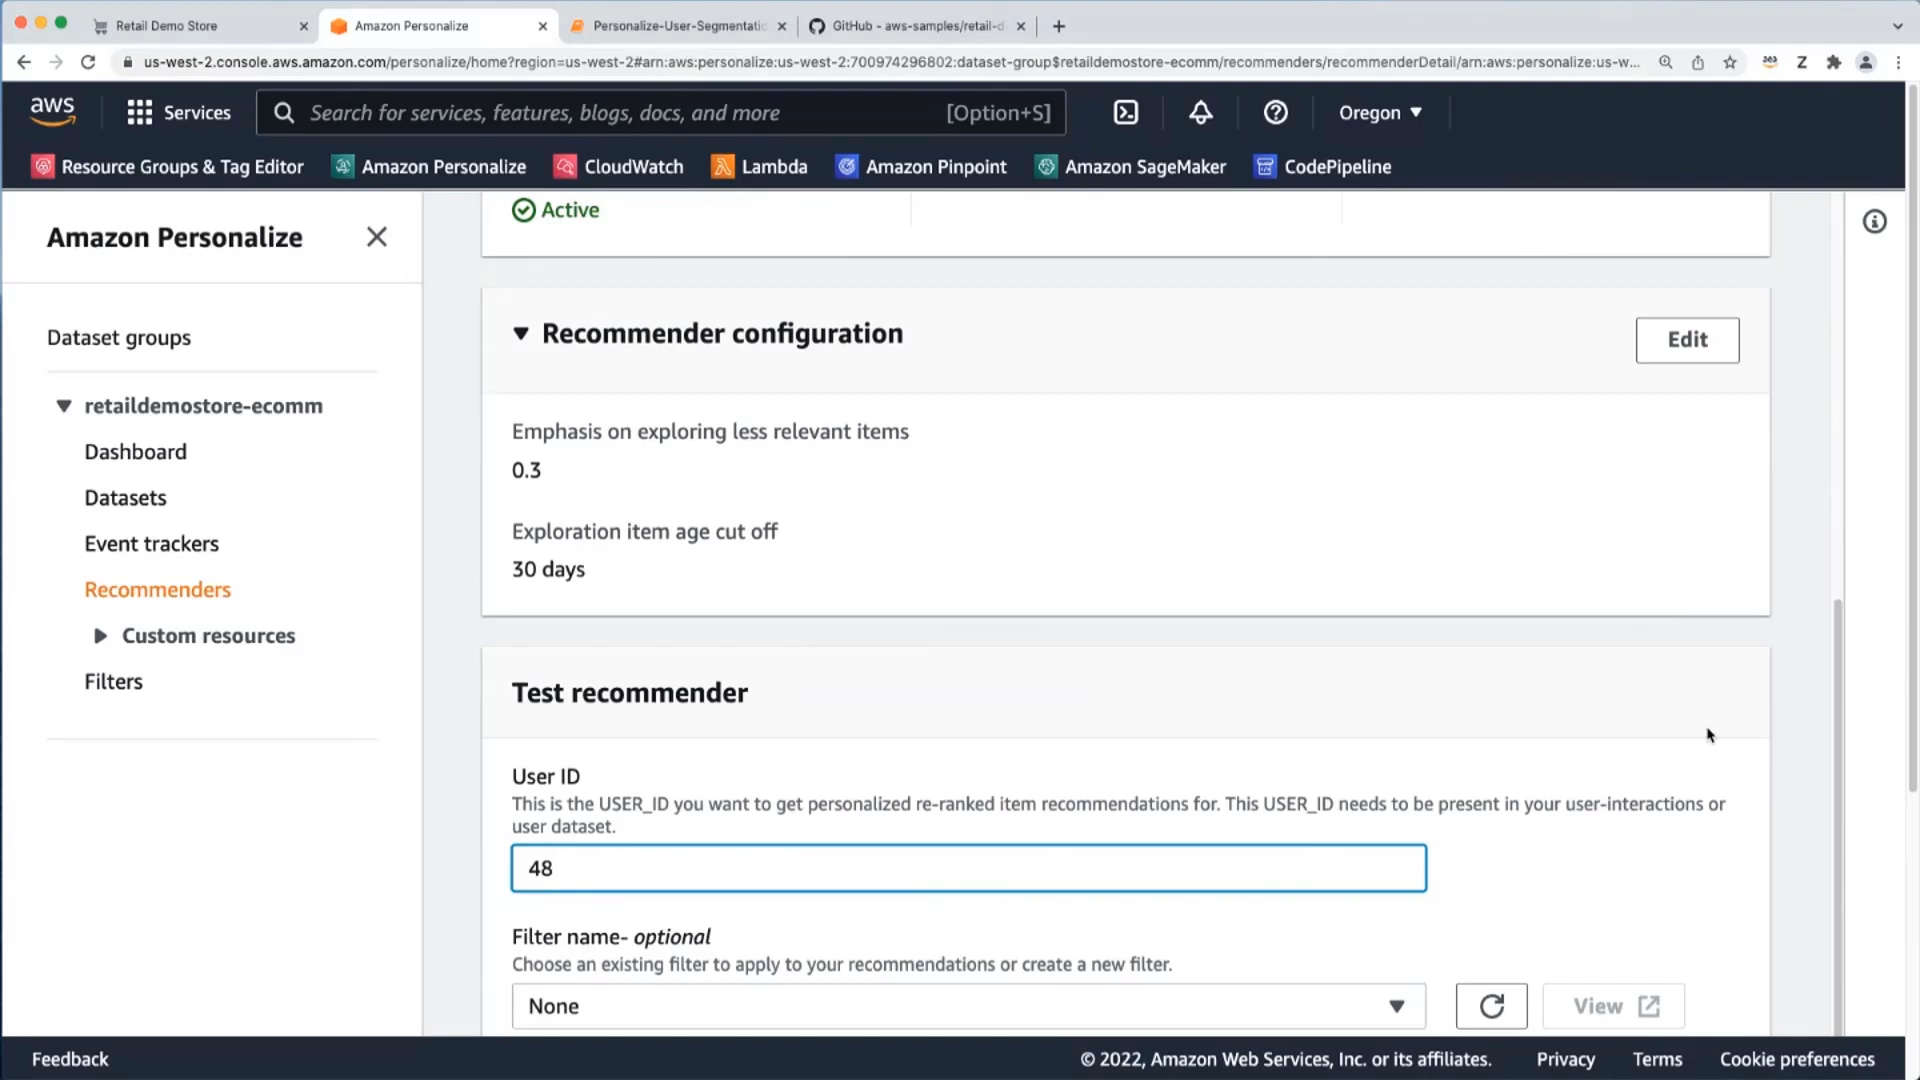 Retail Demo Store
Amazon Personalize
Personalize-User-Segmentatio
GitHub - aws-samples/retail-d
us-west-2.console.aws.amazon.com/personalize/home?region=us-west-2#arn:aws:personalize:us-west-2:700974296802:dataset-group$retaildemostore-ecomm/recommenders/recommenderDetail/arn:aws:personalize:us-w...
aws
Services
Search for services, features, blogs, docs, and more
[Option+S]
Oregon
Resource Groups & Tag Editor
Amazon Personalize
CloudWatch
Lambda
Amazon Pinpoint
Amazon SageMaker
CodePipeline
Amazon Personalize
Dataset groups
retaildemostore-ecomm
Dashboard
Datasets
Event trackers
Recommenders
Custom resources
Filters
Active
Recommender configuration
Edit
Emphasis on exploring less relevant items
0.3
Exploration item age cut off
30 days
Test recommender
User ID
This is the USER_ID you want to get personalized re-ranked item recommendations for. This USER_ID needs to be present in your user-interactions or
user dataset.
48
Filter name- optional
Choose an existing filter to apply to your recommendations or create a new filter.
None
View
Feedback
© 2022, Amazon Web Services, Inc. or its affiliates.
Privacy
Terms
Cookie preferences